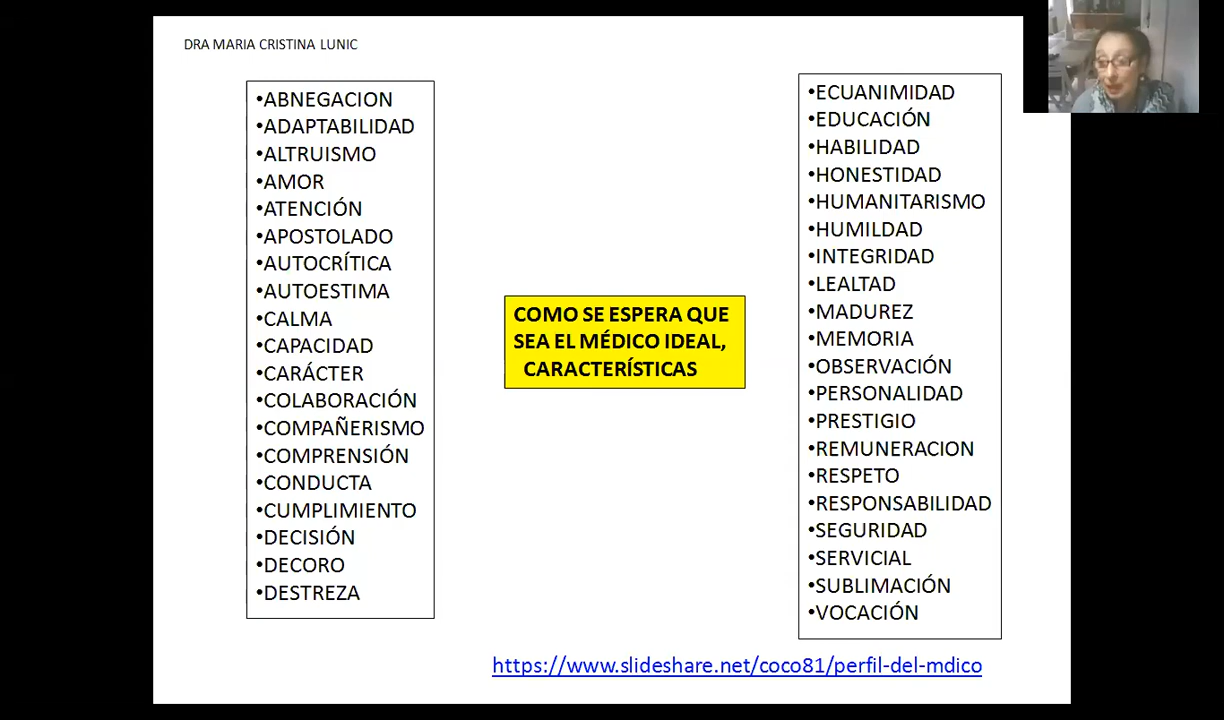 DRA MARIA CRISTINA LUNIC
•ABNEGACION
•ADAPTABILIDAD
•ALTRUISMO
•AMOR
•ATENCIÓN
•APOSTOLADO
•AUTOCRÍTICA
•AUTOESTIMA
•CALMA
•CAPACIDAD
•CARÁCTER
•COLABORACIÓN
•COMPAÑERISMO
•COMPRENSIÓN
•CONDUCTA
•CUMPLIMIENTO
•DECISIÓN
•DECORO
•DESTREZA
COMO SE ESPERA QUE
SEA EL MÉDICO IDEAL,
CARACTERÍSTICAS
•ECUANIMIDAD
•EDUCACIÓN
•HABILIDAD
•HONESTIDAD
•HUMANITARISMO
•HUMILDAD
•INTEGRIDAD
•LEALTAD
•MADUREZ
•MEMORIA
•OBSERVACIÓN
•PERSONALIDAD
•PRESTIGIO
•REMUNERACION
•RESPETO
•RESPONSABILIDAD
•SEGURIDAD
•SERVICIAL
•SUBLIMACIÓN
•VOCACIÓN
https://www.slideshare.net/coco81/perfil-del-mdico